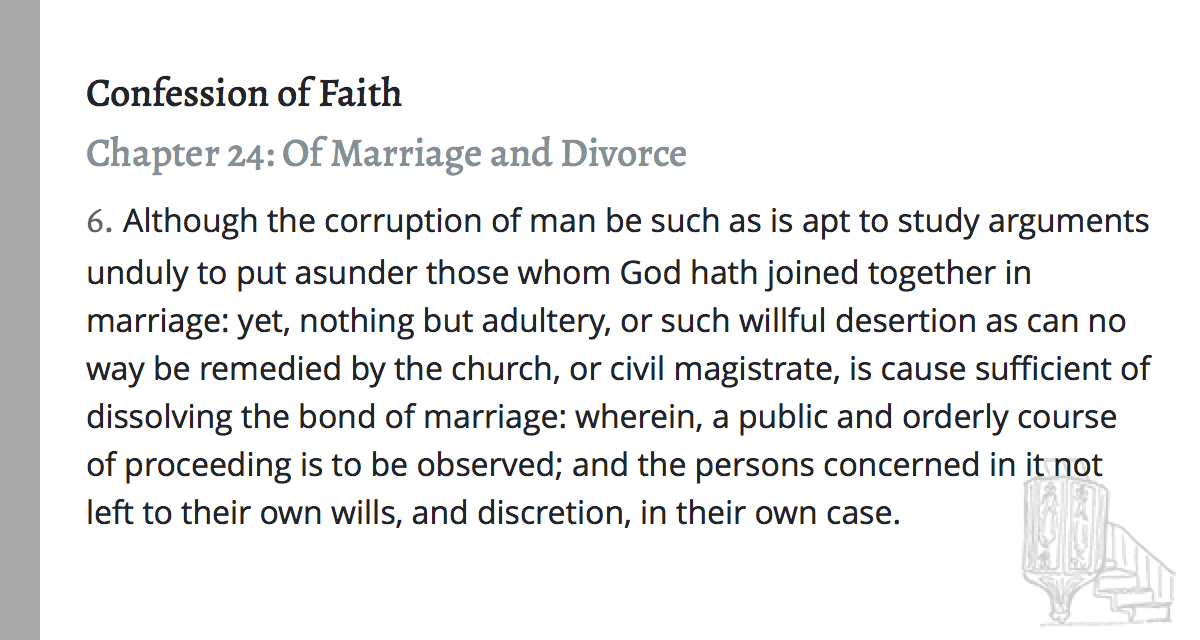 Confession of Faith
Chapter 24: Of Marriage and Divorce
6. Although the corruption of man be such as is apt to study arguments
unduly to put asunder those whom God hath joined together in
marriage: yet, nothing but adultery, or such willful desertion as can no
way be remedied by the church, or civil magistrate, is cause sufficient of
dissolving the bond of marriage: wherein, a public and orderly course
of proceeding is to be observed; and the persons concerned in it not
left to their own wills, and discretion, in their own case.